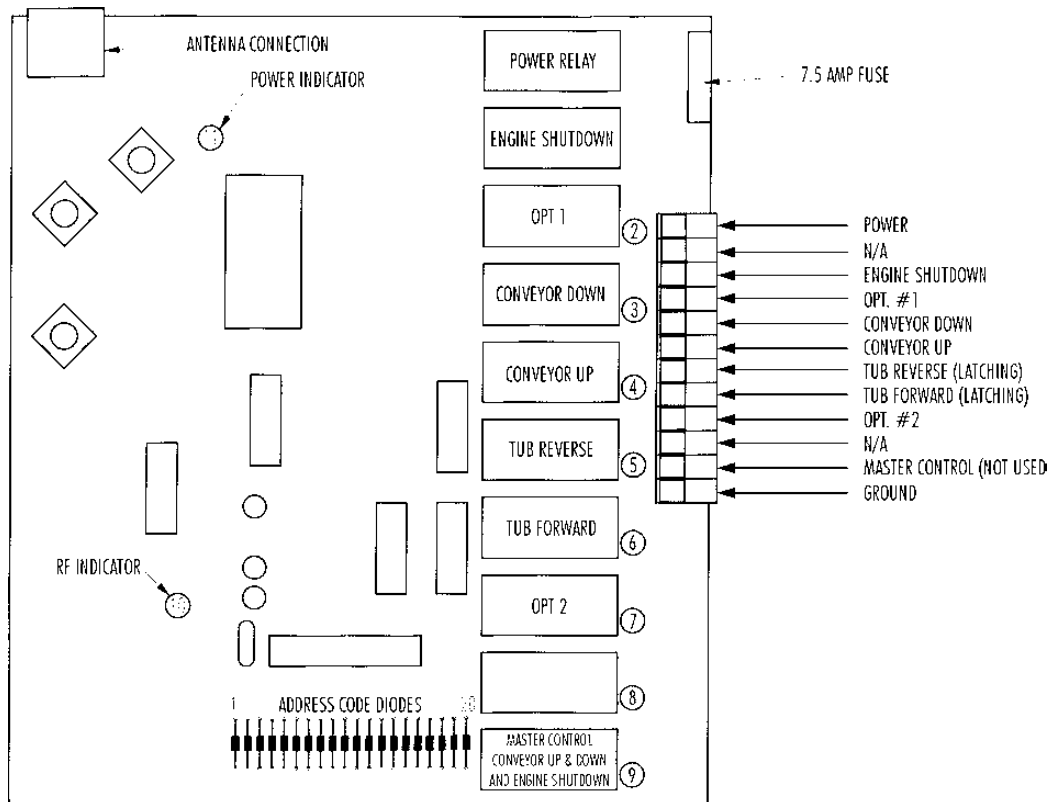 ANTENNA CONNECTION
POWER INDICATOR
POWER RELAY
7.5 AMP FUSE
ENGINE SHUTDOWN
OPT 1
2
CONVEYOR DOWN
3
CONVEYOR UP
4
TUB REVERSE
5
TUB FORWARD
6
OPT 2
7
8
MASTER CONTROL
CONVEYOR UP & DOWN
AND ENGINE SHUTDOWN
9
POWER
N/A
ENGINE SHUTDOWN
OPT. #1
CONVEYOR DOWN
CONVEYOR UP
TUB REVERSE (LATCHING)
TUB FORWARD (LATCHING)
OPT. #2
N/A
MASTER CONTROL (NOT USED
GROUND
RF INDICATOR
1 ADDRESS CODE DIODES 20